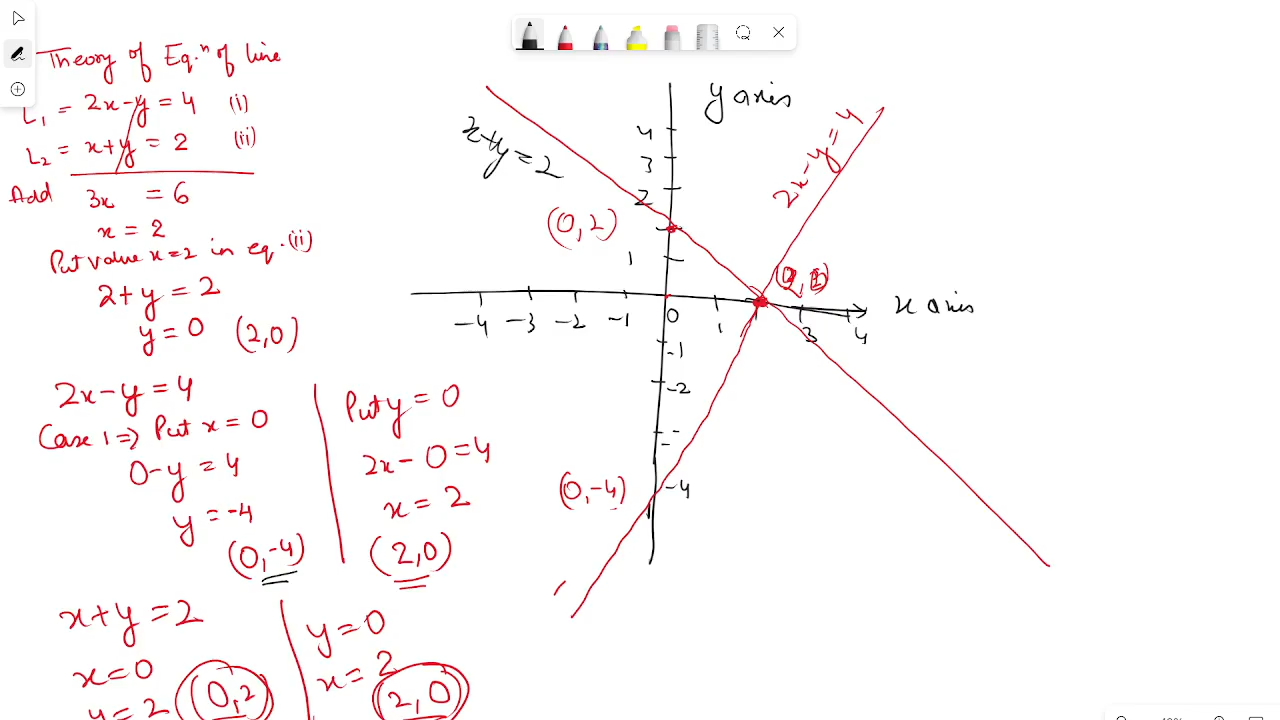 Theory of Eq.ⁿ of line
L₁ = 2x-y = 4 (i)
L₂ = x+y = 2 (ii)
Add 3x = 6
x = 2
Put value x=2 in eq.(ii)
2+y = 2
y = 0 (2,0)
2x-y = 4
Case 1 => Put x = 0
0-y = 4
y = -4
(0,-4)
Put y = 0
2x-0=4
x = 2
(2,0)
x+y = 2
x=0
y = 2 (0,2)
y=0
x= 2
(2,0)
y axis
x+y=2
2x-y=4
4
3
2
(0,2)
1
-4 -3 -2 -1 0 1 3 4
x axis
-1
-2
(0,-4) -4